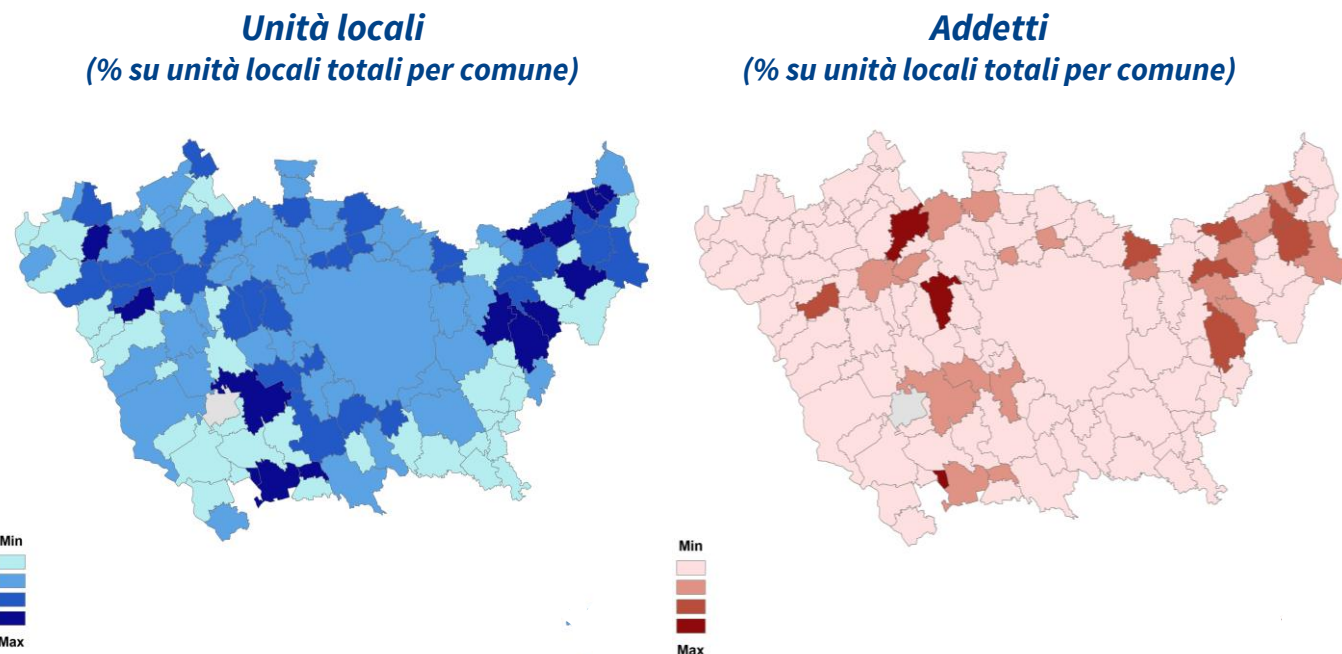 Unità locali
(% su unità locali totali per comune)
Addetti
(% su unità locali totali per comune)
Min
Max
Min
Max